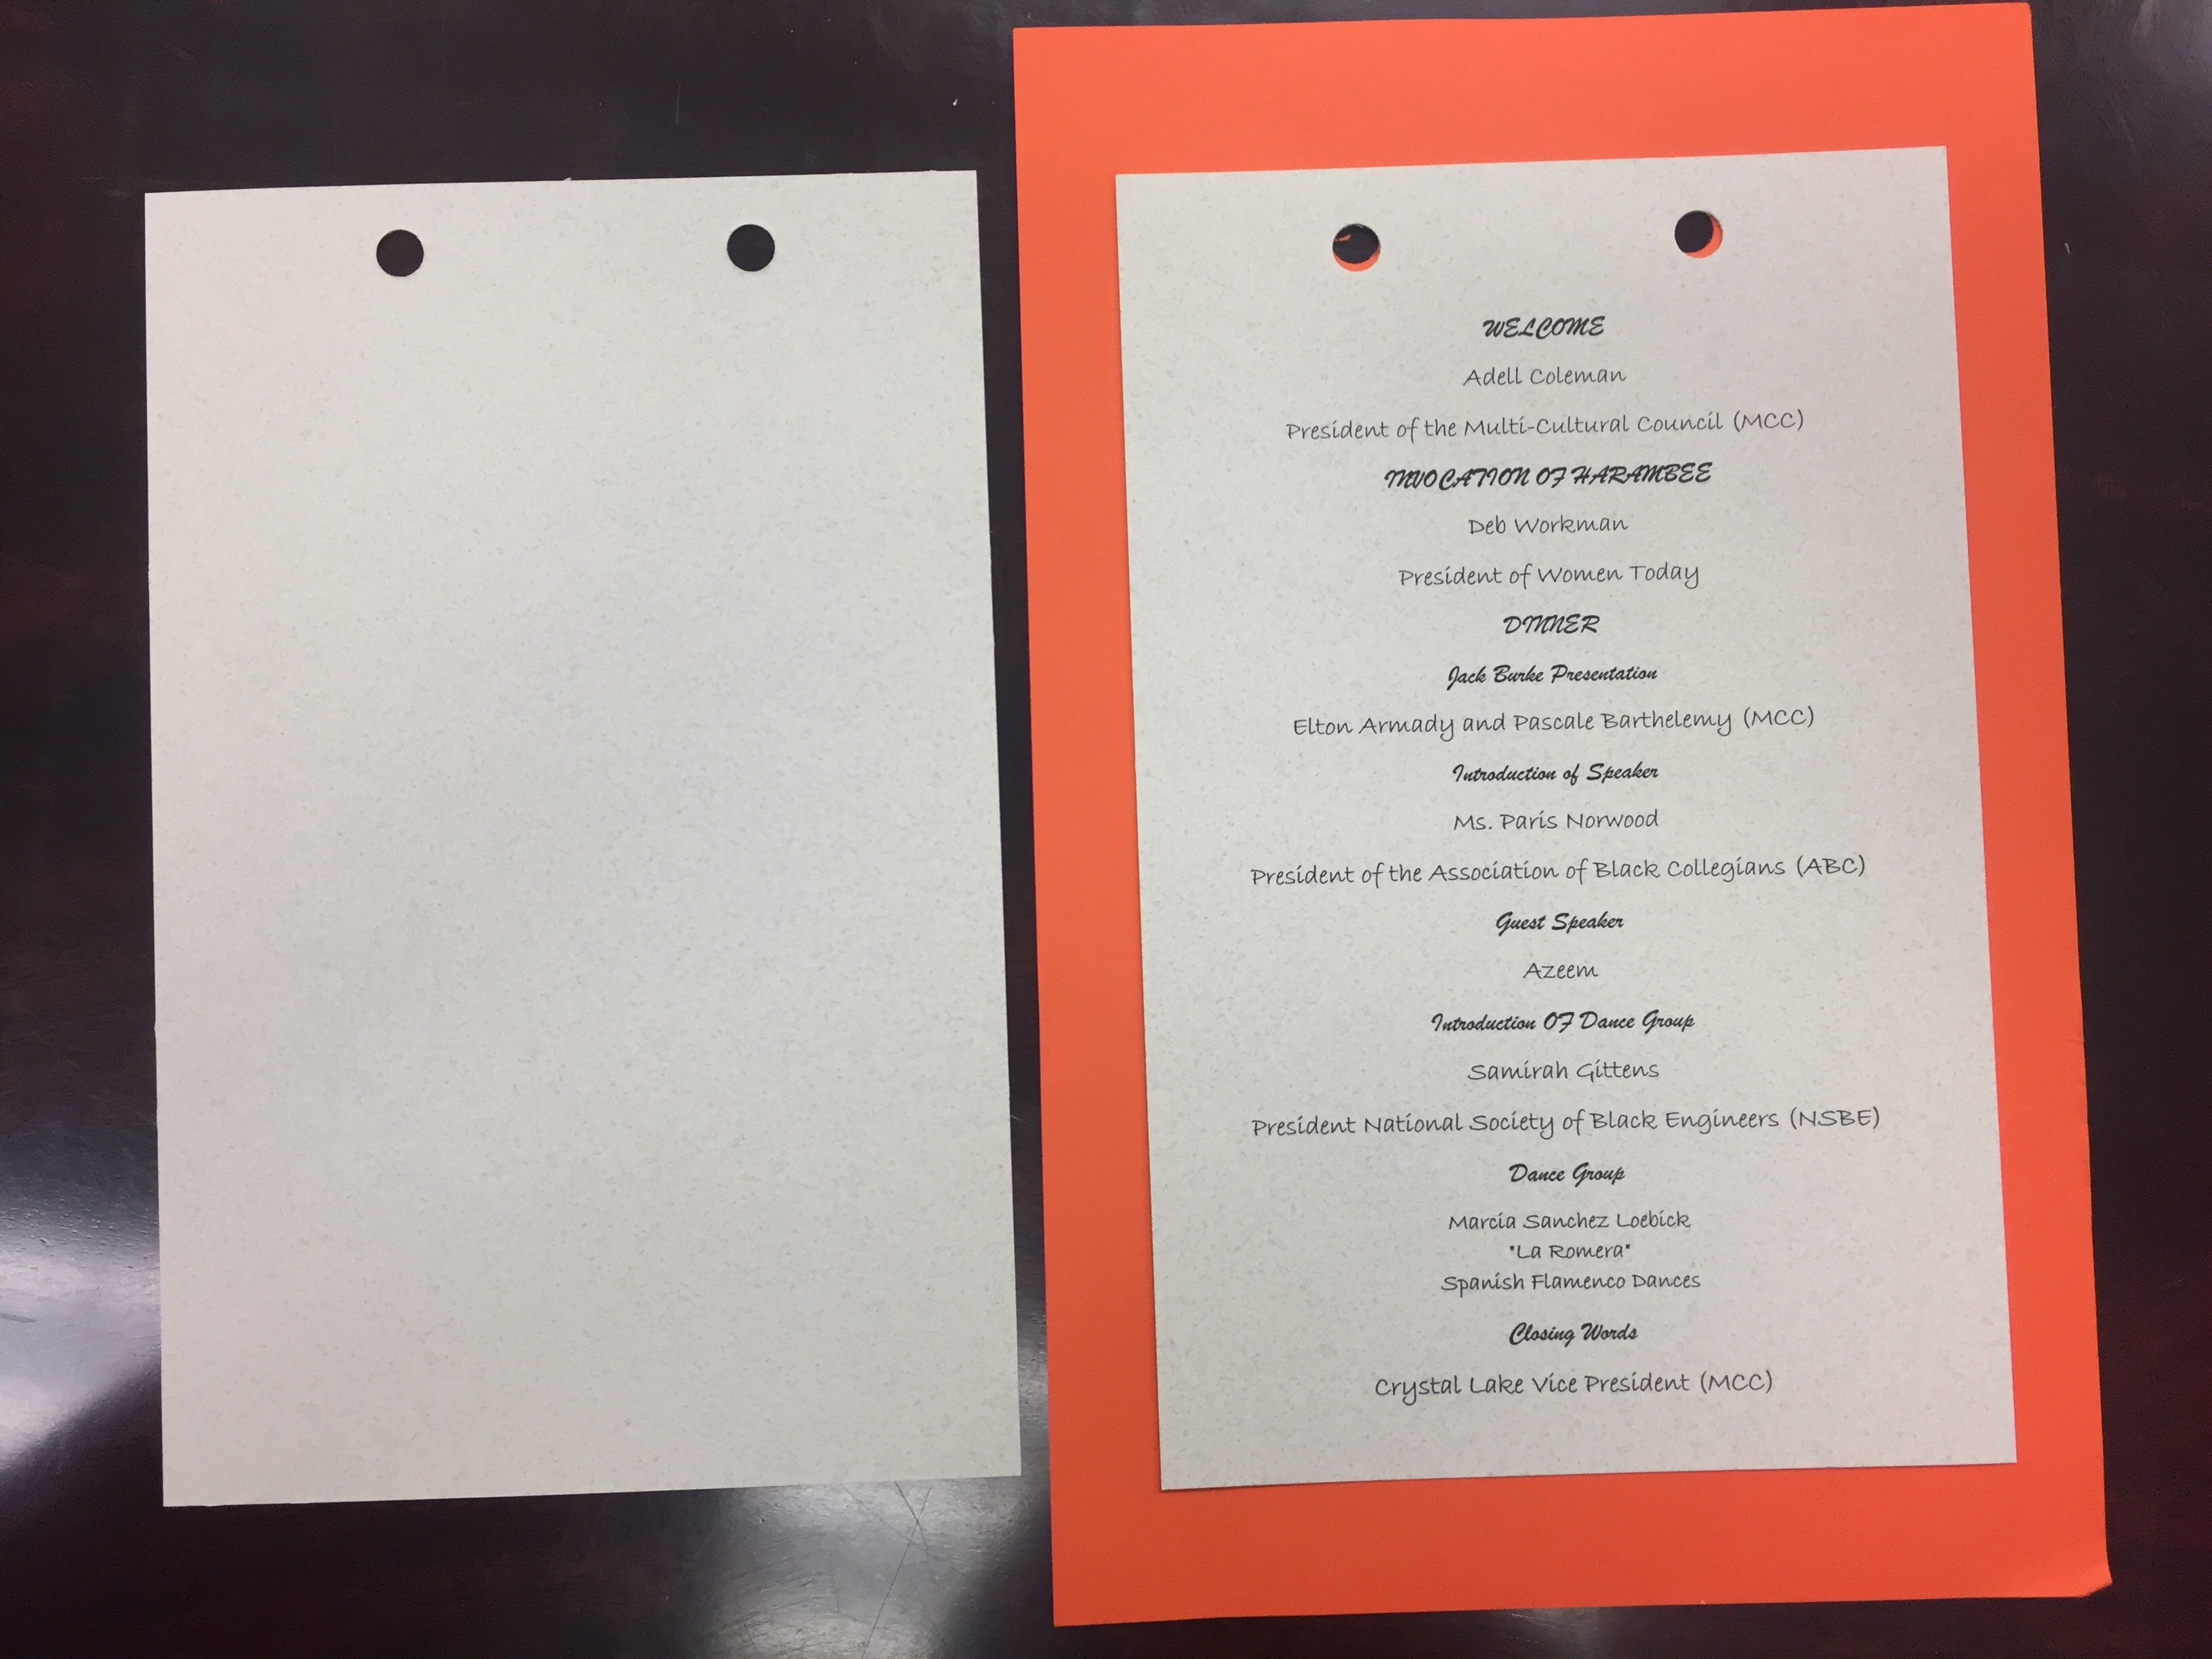 WELCOME
Adell Coleman
President of the Multi-Cultural Council (MCC)
INVOCATION OF HARAMBEE
Deb Workman
President of Women Today
DINNER
Jack Burke Presentation
Elton Armady and Pascale Barthelemy (MCC)
Introduction of Speaker
Ms. Paris Norwood
President of the Association of Black Collegians (ABC)
Guest Speaker
Azeem
Introduction Of Dance Group
Samirah Gittens
President National Society of Black Engineers (NSBE)
Dance Group
Marcia Sanchez Loebick
"La Romera"
Spanish Flamenco Dances
Closing Words
Crystal Lake Vice President (MCC)